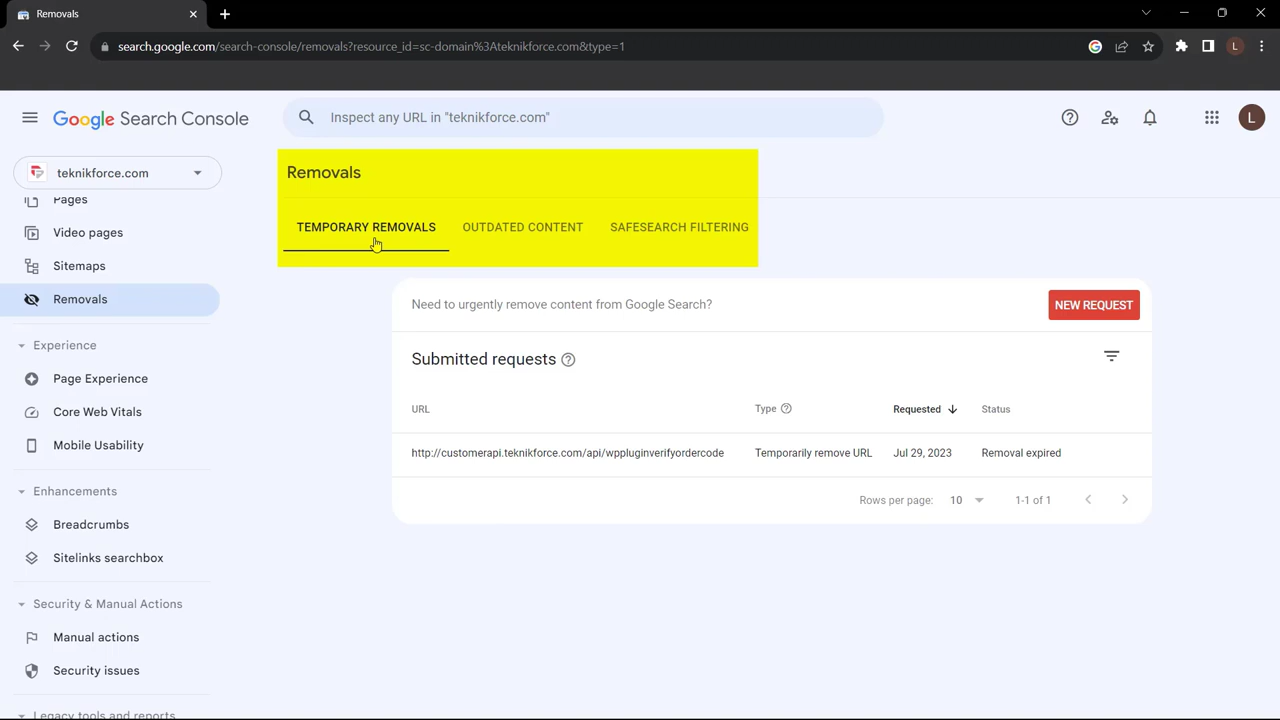 Removals
search.google.com/search-console/removals?resource_id=sc-domain%3Ateknikforce.com&type=1
L
Google Search Console
Inspect any URL in "teknikforce.com"
L
teknikforce.com
Pages
Video pages
Sitemaps
Removals
Experience
Page Experience
Core Web Vitals
Mobile Usability
Enhancements
Breadcrumbs
Sitelinks searchbox
Security & Manual Actions
Manual actions
Security issues
Legacy tools and reports
Removals
TEMPORARY REMOVALS OUTDATED CONTENT SAFESEARCH FILTERING
Need to urgently remove content from Google Search? NEW REQUEST
Submitted requests
URL Type Requested Status
http://customerapi.teknikforce.com/api/wppluginverifyordercode Temporarily remove URL Jul 29, 2023 Removal expired
Rows per page: 10 1-1 of 1